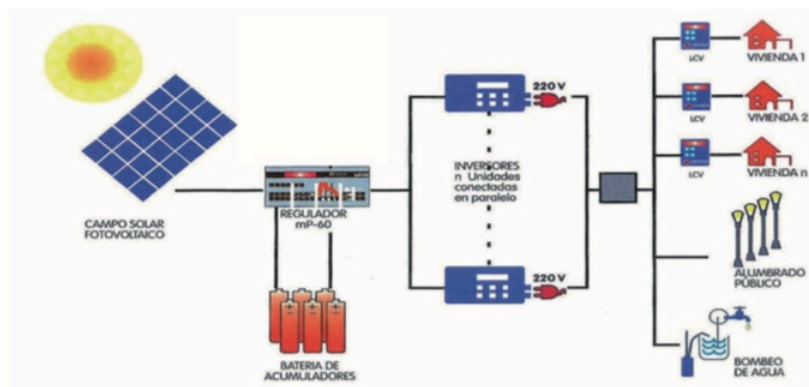 CAMPO SOLAR
FOTOVOLTAICO
REGULADOR
mP-60
BATERIA DE
ACUMULADORES
220 V
INVERSORES
n Unidades
conectadas
en paralelo
220 V
LCV
VIVIENDA 1
LCV
VIVIENDA 2
LCV
VIVIENDA n
ALUMBRADO
PÚBLICO
BOMBEO
DE AGUA